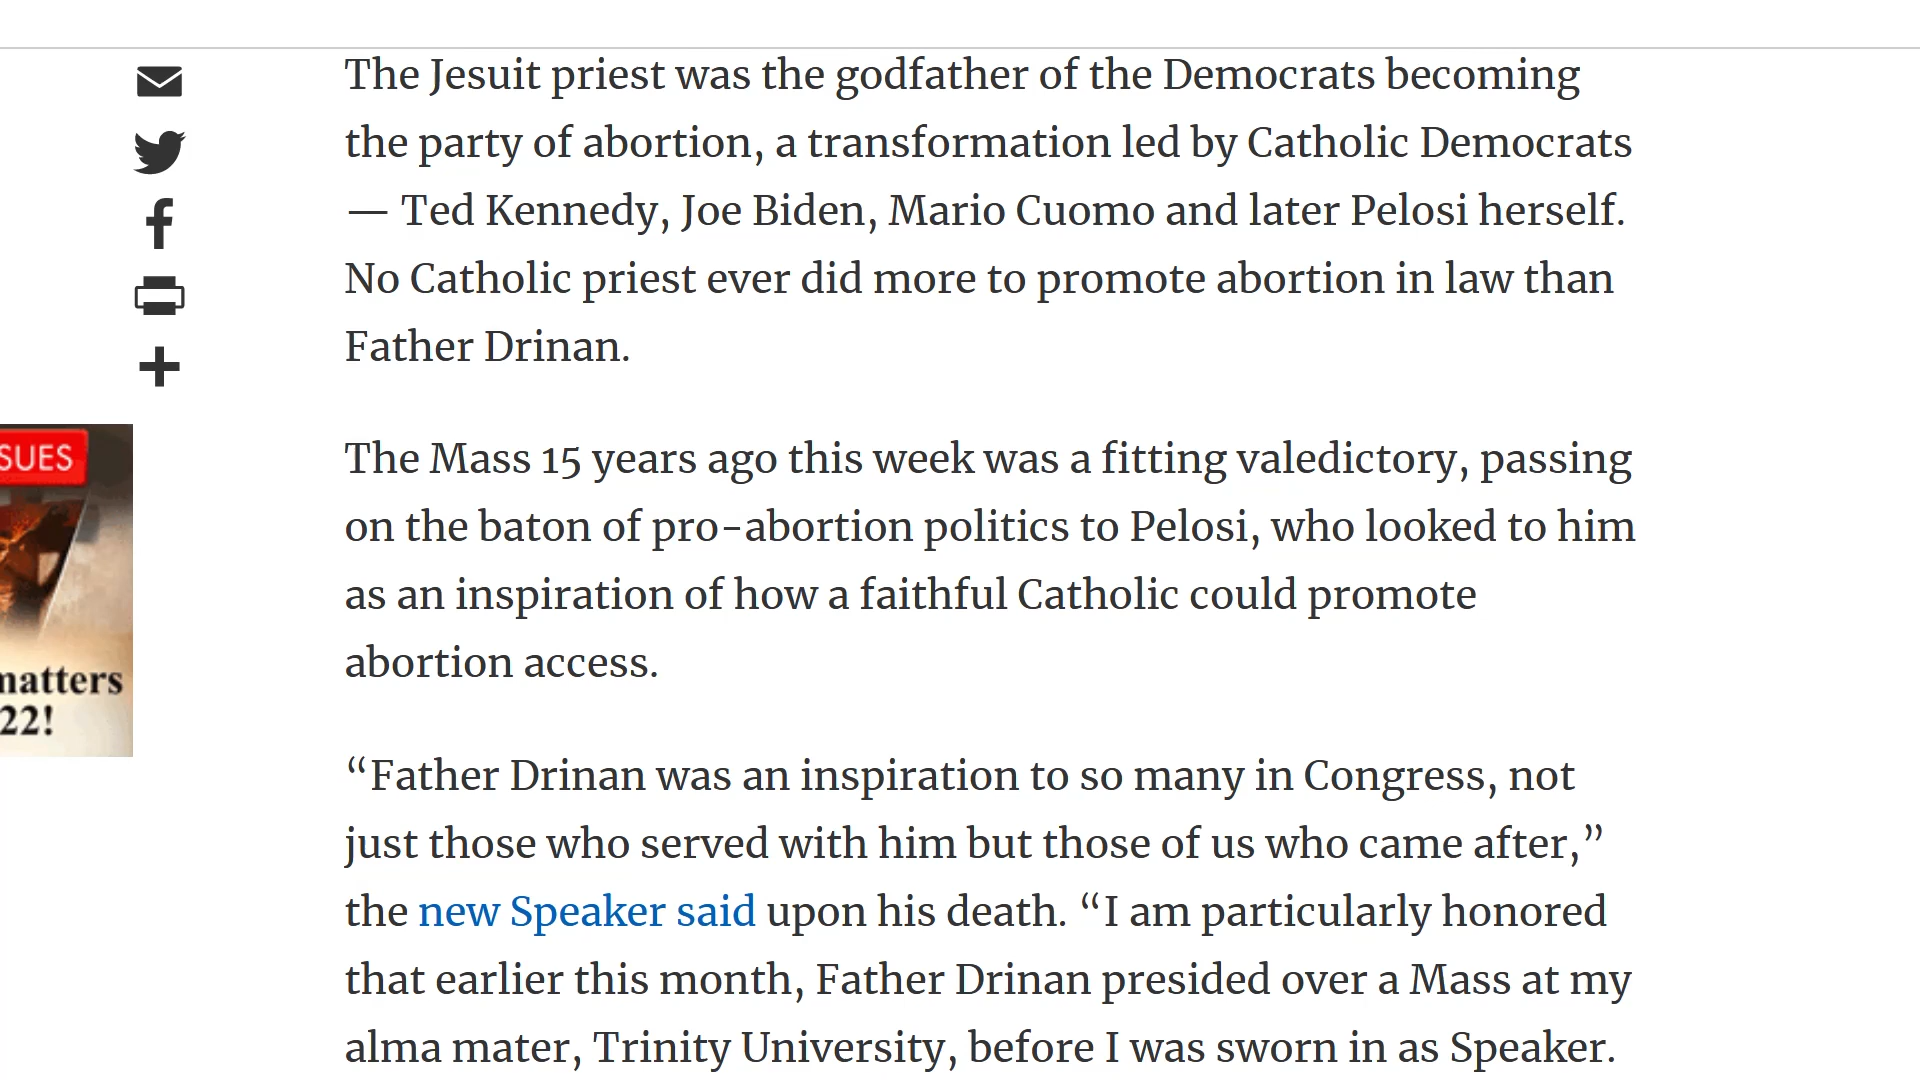 The Jesuit priest was the godfather of the Democrats becoming
the party of abortion, a transformation led by Catholic Democrats
— Ted Kennedy, Joe Biden, Mario Cuomo and later Pelosi herself.
No Catholic priest ever did more to promote abortion in law than
Father Drinan.
SUES
matters
22!
The Mass 15 years ago this week was a fitting valedictory, passing
on the baton of pro-abortion politics to Pelosi, who looked to him
as an inspiration of how a faithful Catholic could promote
abortion access.
“Father Drinan was an inspiration to so many in Congress, not
just those who served with him but those of us who came after,”
the new Speaker said upon his death. “I am particularly honored
that earlier this month, Father Drinan presided over a Mass at my
alma mater, Trinity University, before I was sworn in as Speaker.